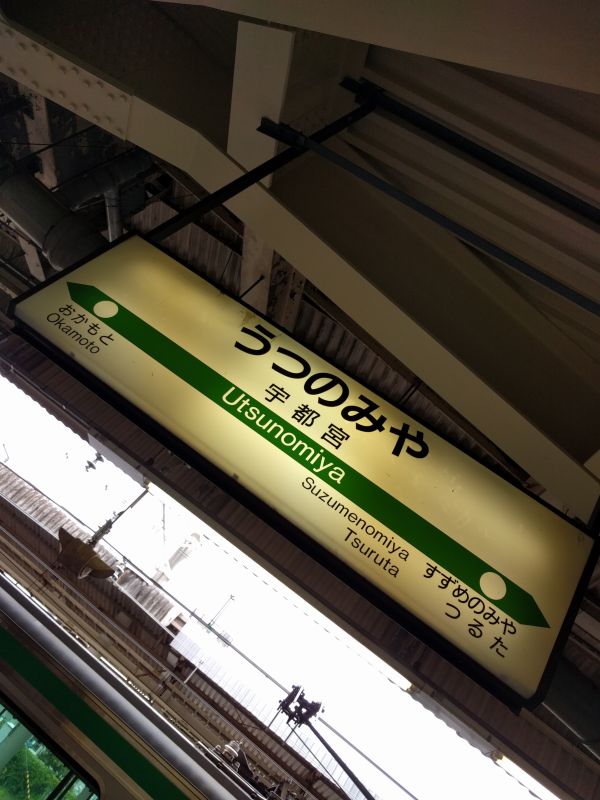 うつのみや
宇都宮
Utsunomiya
おかもと
Okamoto
Suzumenomiya
Tsuruta
すずめのみや
つるた